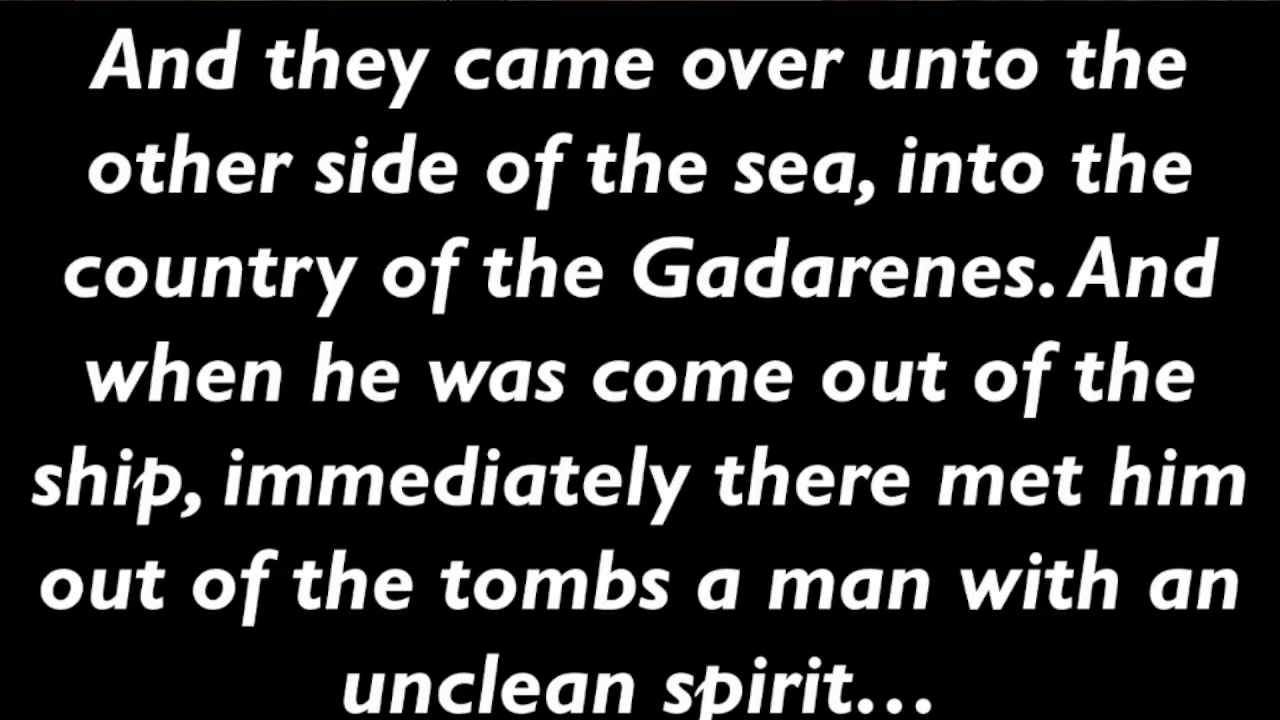 And they came over unto the
other side of the sea, into the
country of the Gadarenes. And
when he was come out of the
ship, immediately there met him
out of the tombs a man with an
unclean spirit...